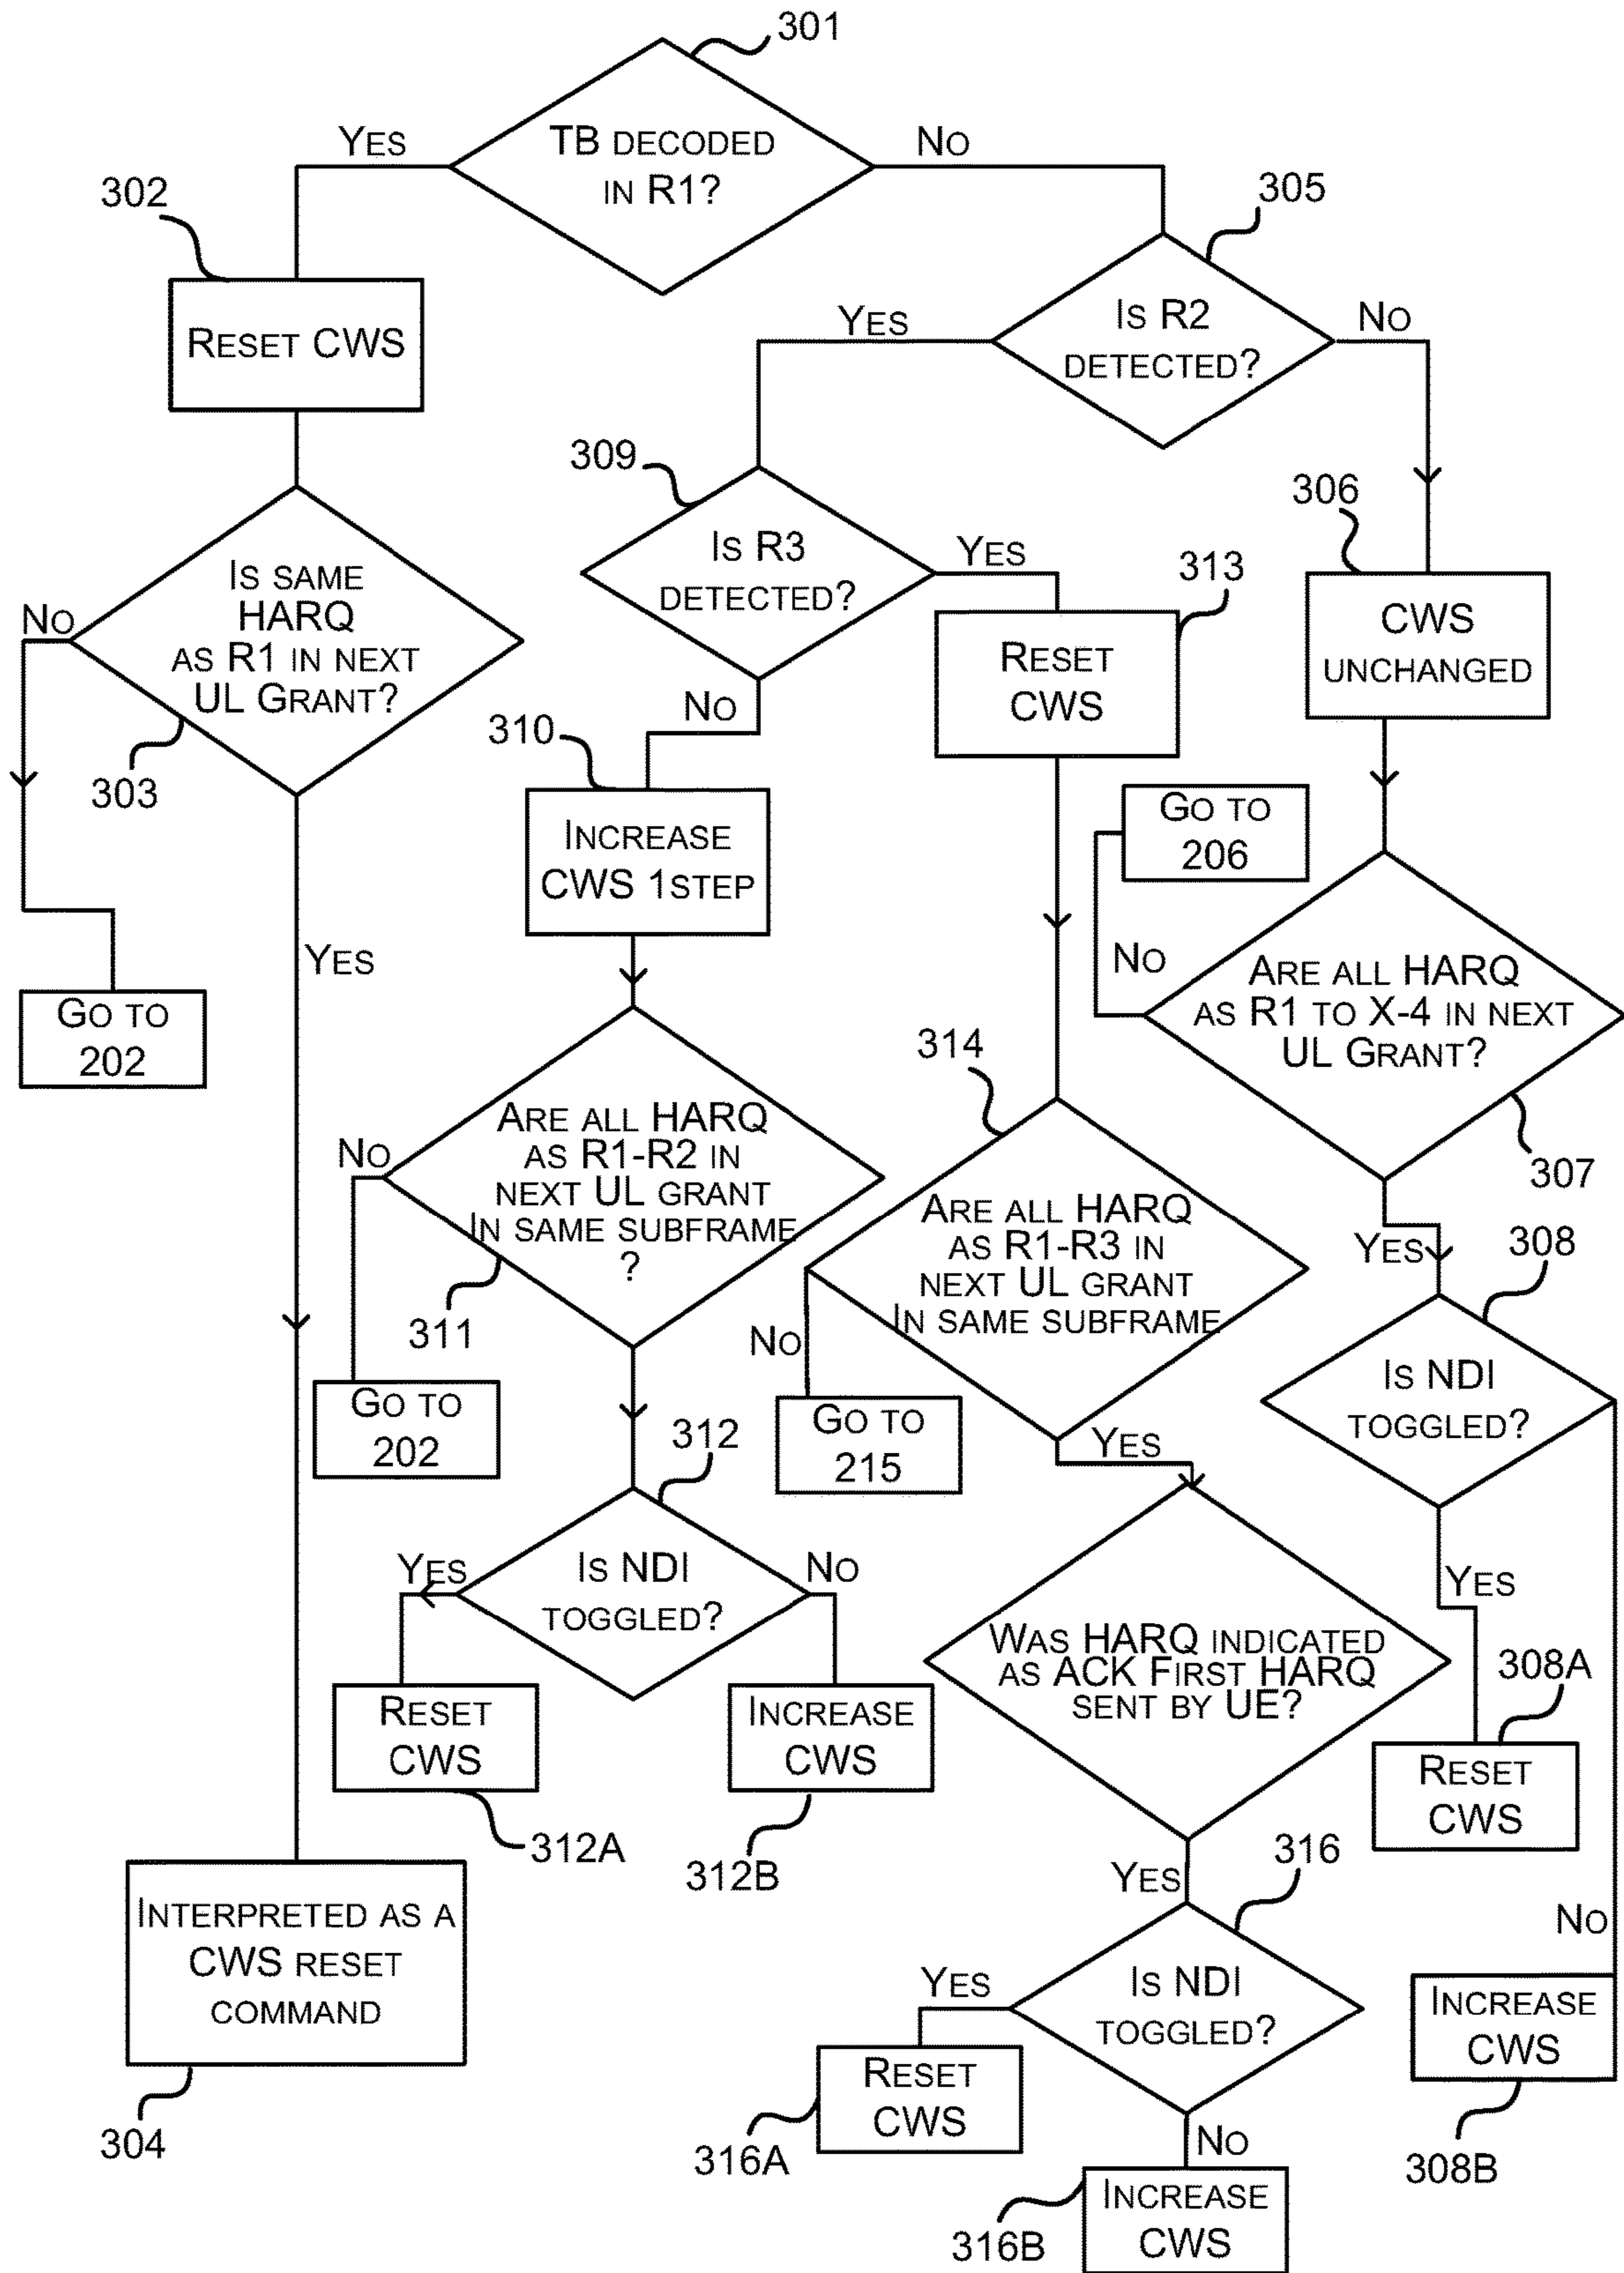 301
TB DECODED
IN R1?
YES
NO
302
305
RESET CWS
IS R2
DETECTED?
YES
NO
309
306
IS R3
DETECTED?
YES
NO
313
IS SAME
HARQ
AS R1 IN NEXT
UL GRANT?
NO
303
YES
CWS
UNCHANGED
RESET
CWS
310
INCREASE
CWS 1STEP
GO TO
206
NO
ARE ALL HARQ
AS R1 TO X-4 IN NEXT
UL GRANT?
307
YES
GO TO
202
314
ARE ALL HARQ
AS R1-R2 IN
NEXT UL GRANT
IN SAME SUBFRAME
?
NO
311
GO TO
202
ARE ALL HARQ
AS R1-R3 IN
NEXT UL GRANT
IN SAME SUBFRAME
NO
GO TO
215
YES
308
IS NDI
TOGGLED?
YES
NO
312
IS NDI
TOGGLED?
YES
NO
RESET
CWS
312A
INCREASE
CWS
312B
WAS HARQ INDICATED
AS ACK FIRST HARQ
SENT BY UE?
YES
308A
RESET
CWS
316
IS NDI
TOGGLED?
YES
NO
INTERPRETED AS A
CWS RESET
COMMAND
304
RESET
CWS
316A
INCREASE
CWS
316B
INCREASE
CWS
308B